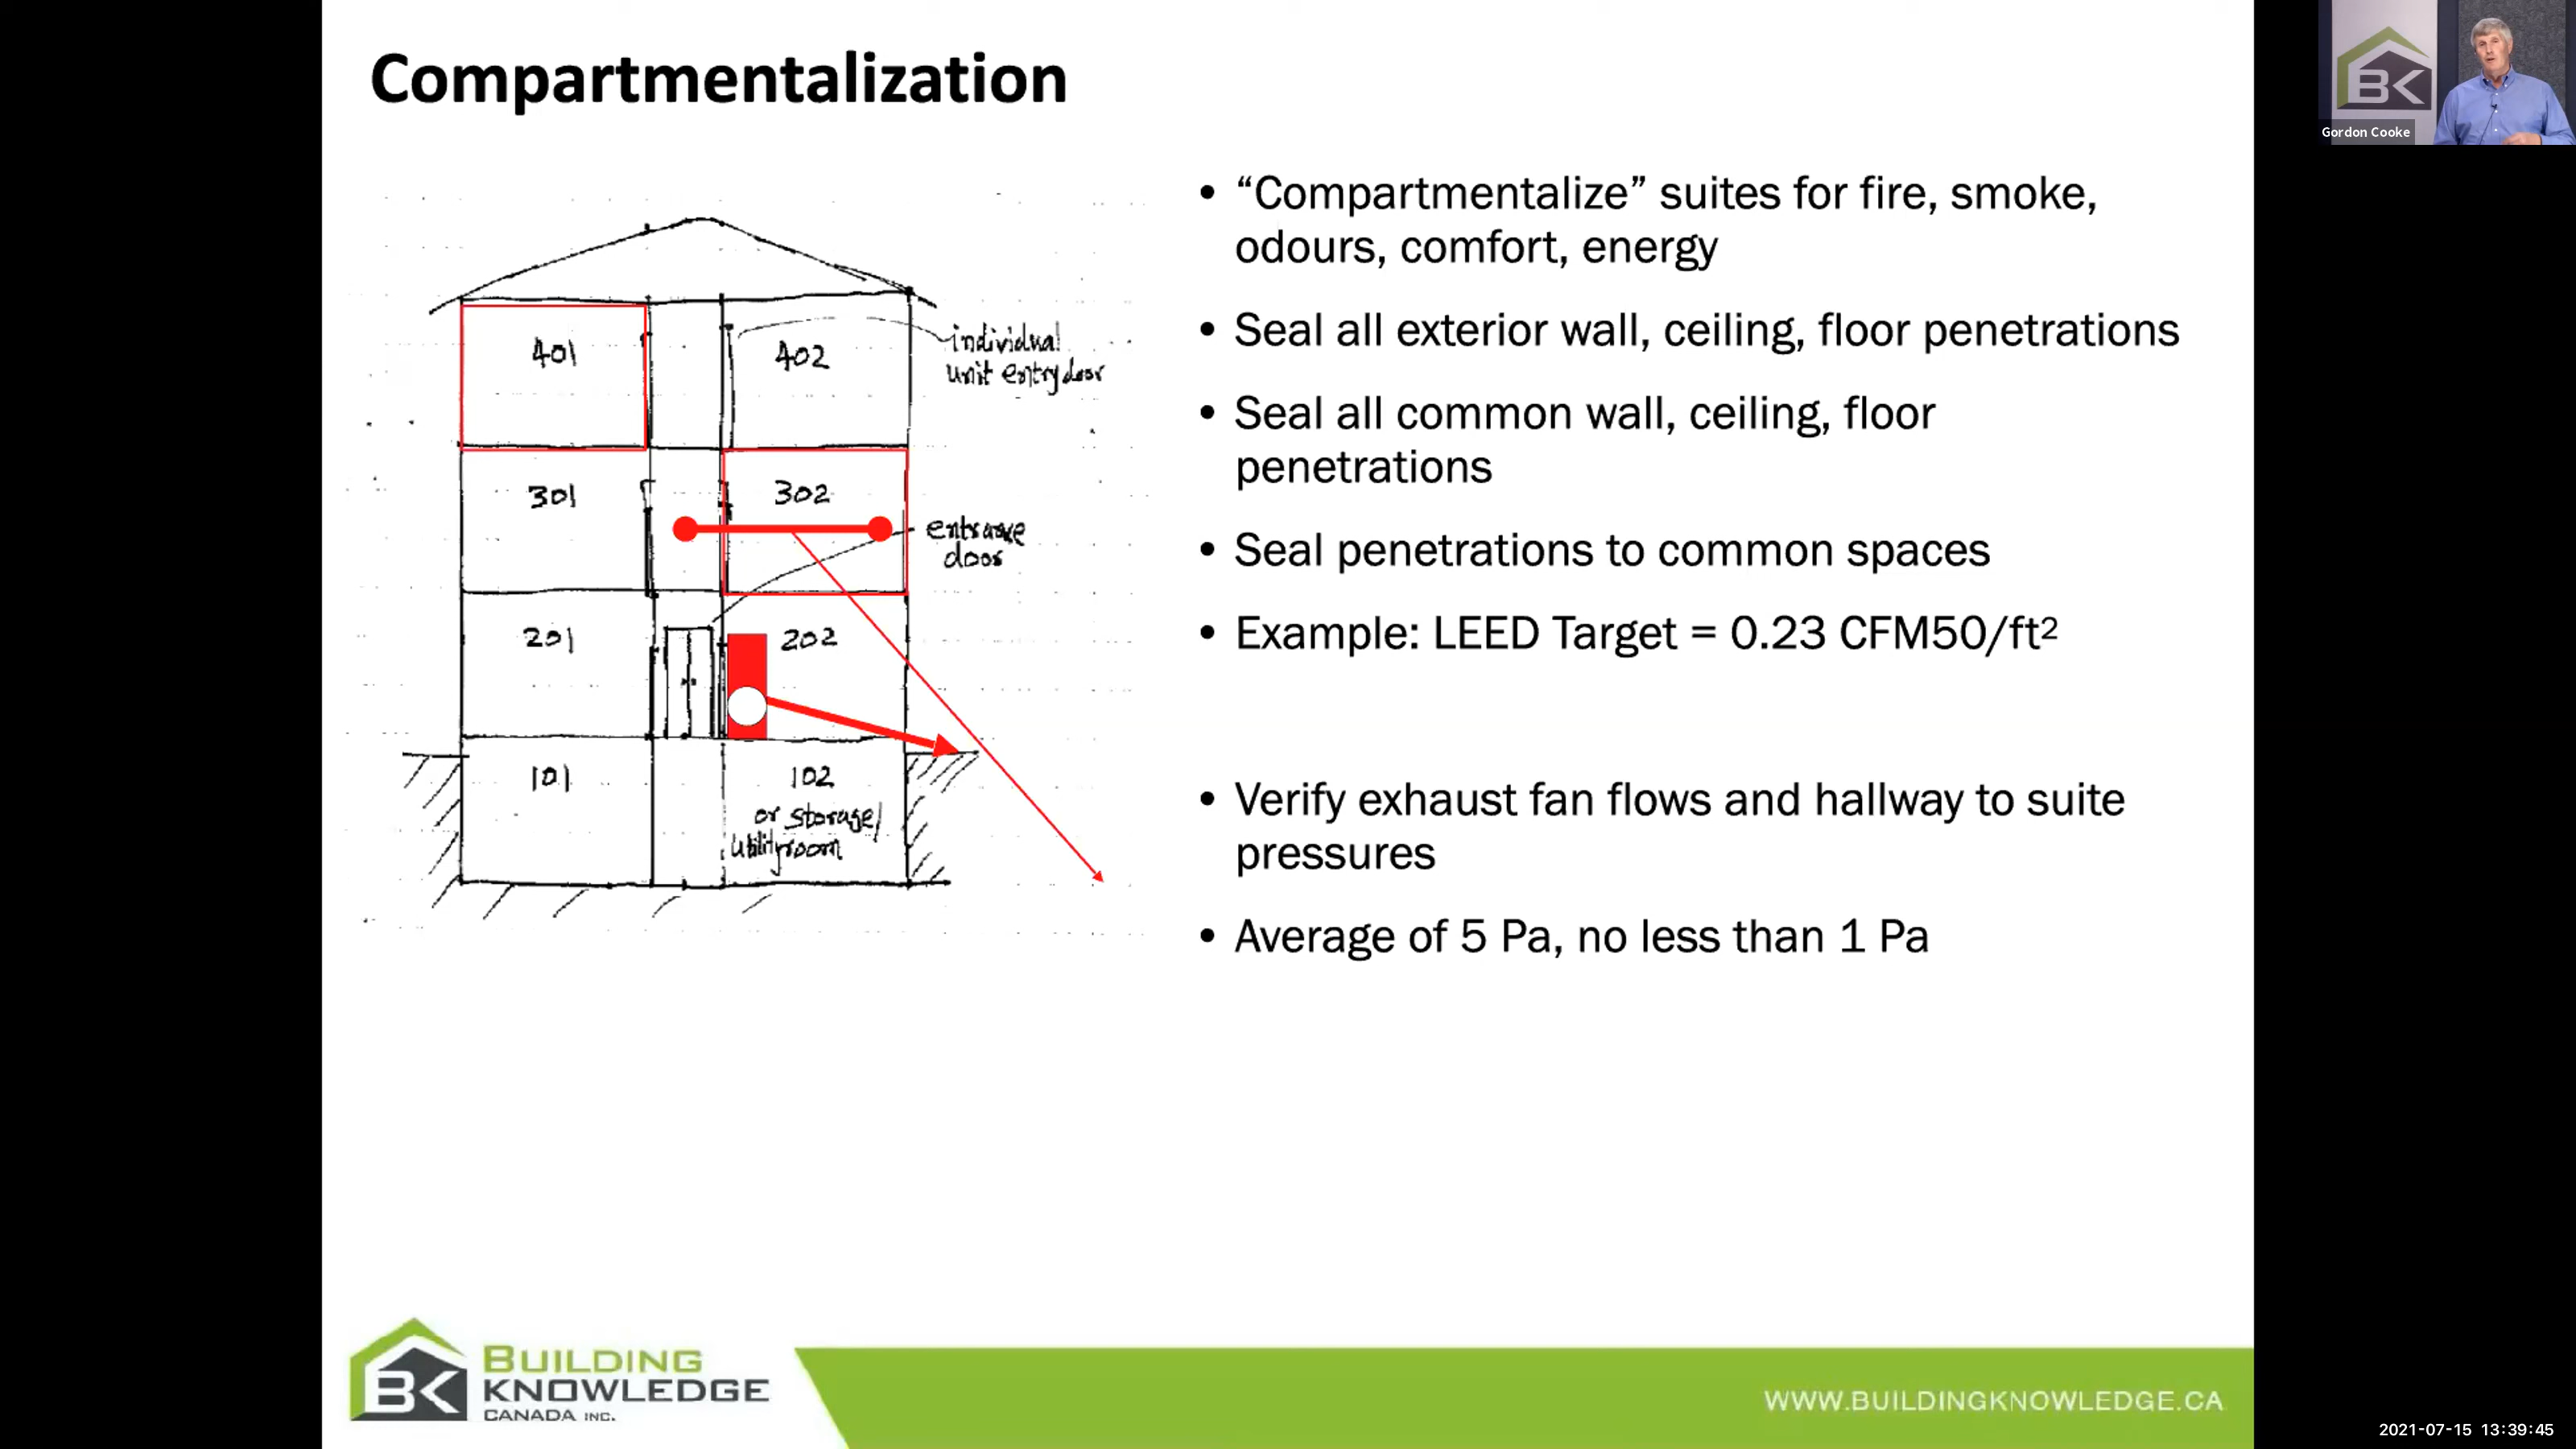 Compartmentalization
401
402
individual
unit entry door
301
302
entrance
door
201
202
101
102
or storage/
utility room
• “Compartmentalize” suites for fire, smoke,
odours, comfort, energy
• Seal all exterior wall, ceiling, floor penetrations
• Seal all common wall, ceiling, floor
penetrations
• Seal penetrations to common spaces
• Example: LEED Target = 0.23 CFM50/ft²
• Verify exhaust fan flows and hallway to suite
pressures
• Average of 5 Pa, no less than 1 Pa
BK
Gordon Cooke
BK
BUILDING
KNOWLEDGE
CANADA INC.
WWW.BUILDINGKNOWLEDGE.CA
2021-07-15 13:39:45